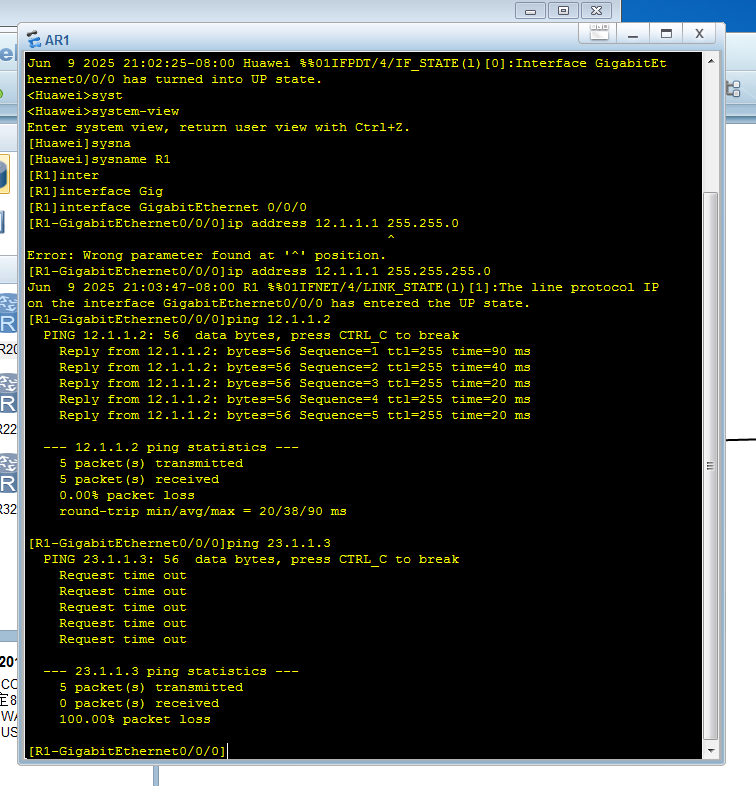 AR1
Jun  9 2025 21:02:25-08:00 Huawei %%01IFPDT/4/IF_STATE(l)[0]:Interface GigabitEt
hernet0/0/0 has turned into UP state.
<Huawei>syst
<Huawei>system-view
Enter system view, return user view with Ctrl+Z.
[Huawei]sysna
[Huawei]sysname R1
[R1]inter
[R1]interface Gig
[R1]interface GigabitEthernet 0/0/0
[R1-GigabitEthernet0/0/0]ip address 12.1.1.1 255.255.0
^
Error: Wrong parameter found at '^' position.
[R1-GigabitEthernet0/0/0]ip address 12.1.1.1 255.255.255.0
Jun  9 2025 21:03:47-08:00 R1 %%01IFNET/4/LINK_STATE(l)[1]:The line protocol IP
on the interface GigabitEthernet0/0/0 has entered the UP state.
[R1-GigabitEthernet0/0/0]ping 12.1.1.2
PING 12.1.1.2: 56  data bytes, press CTRL_C to break
Reply from 12.1.1.2: bytes=56 Sequence=1 ttl=255 time=90 ms
Reply from 12.1.1.2: bytes=56 Sequence=2 ttl=255 time=40 ms
Reply from 12.1.1.2: bytes=56 Sequence=3 ttl=255 time=20 ms
Reply from 12.1.1.2: bytes=56 Sequence=4 ttl=255 time=20 ms
Reply from 12.1.1.2: bytes=56 Sequence=5 ttl=255 time=20 ms
--- 12.1.1.2 ping statistics ---
5 packet(s) transmitted
5 packet(s) received
0.00% packet loss
round-trip min/avg/max = 20/38/90 ms
[R1-GigabitEthernet0/0/0]ping 23.1.1.3
PING 23.1.1.3: 56  data bytes, press CTRL_C to break
Request time out
Request time out
Request time out
Request time out
Request time out
--- 23.1.1.3 ping statistics ---
5 packet(s) transmitted
0 packet(s) received
100.00% packet loss
[R1-GigabitEthernet0/0/0]